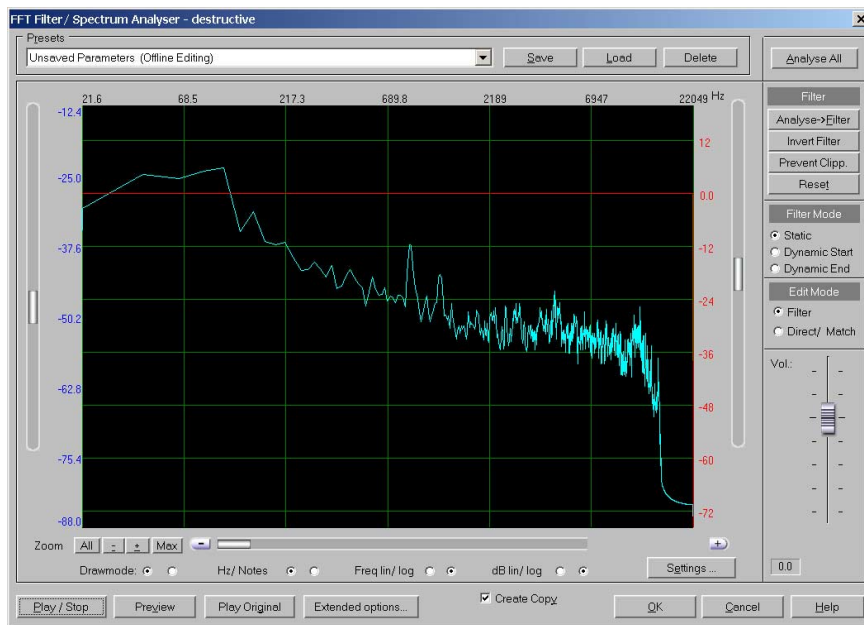 FFT Filter/ Spectrum Analyser - destructive
Presets
Unsaved Parameters (Offline Editing)
Save
Load
Delete
Analyse All
21.6 68.5 217.3 689.8 2189 6947 22049 Hz
-12.4
-25.0
-37.6
-50.2
-62.8
-75.4
-88.0
12
0.0
-12
-24
-36
-48
-60
-72
Filter
Analyse->Filter
Invert Filter
Prevent Clipp.
Reset
Filter Mode
Static
Dynamic Start
Dynamic End
Edit Mode
Filter
Direct/ Match
Vol.:
0.0
Zoom All - + Max - +
Drawmode: Hz/ Notes Freq lin/ log dB lin/ log Settings ...
Play / Stop Preview Play Original Extended options... Create Copy OK Cancel Help